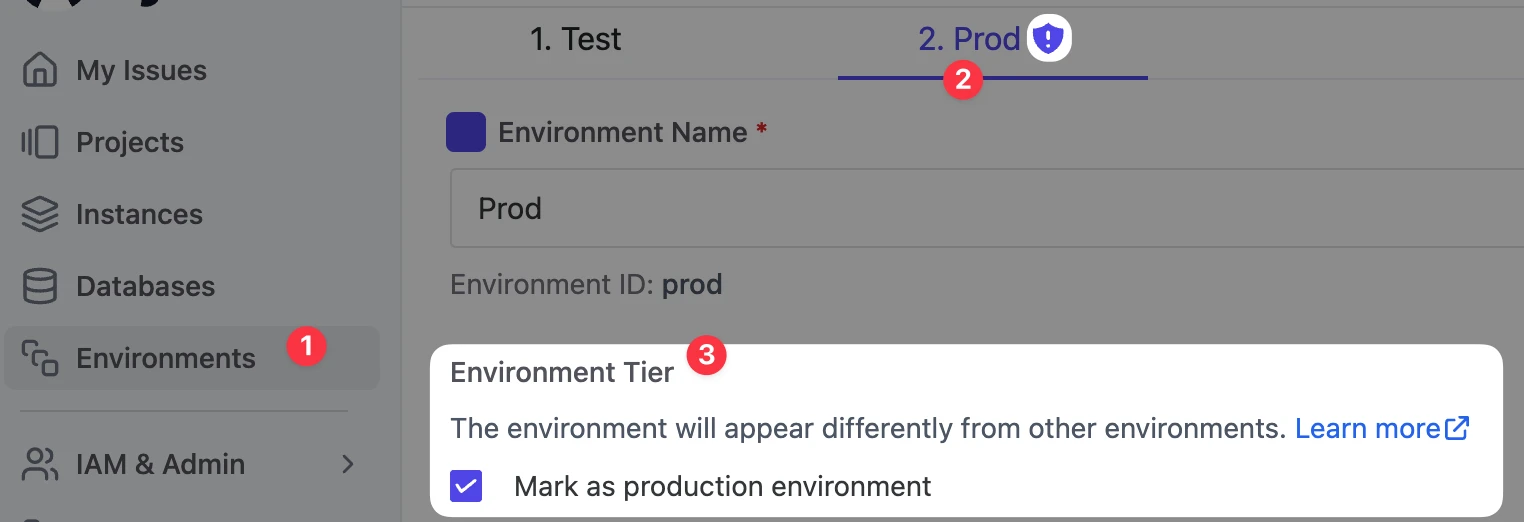 My Issues
Projects
Instances
Databases
Environments
1
IAM & Admin
1. Test
2. Prod
2
Environment Name *
Prod
Environment ID: prod
Environment Tier
3
The environment will appear differently from other environments. Learn more
Mark as production environment